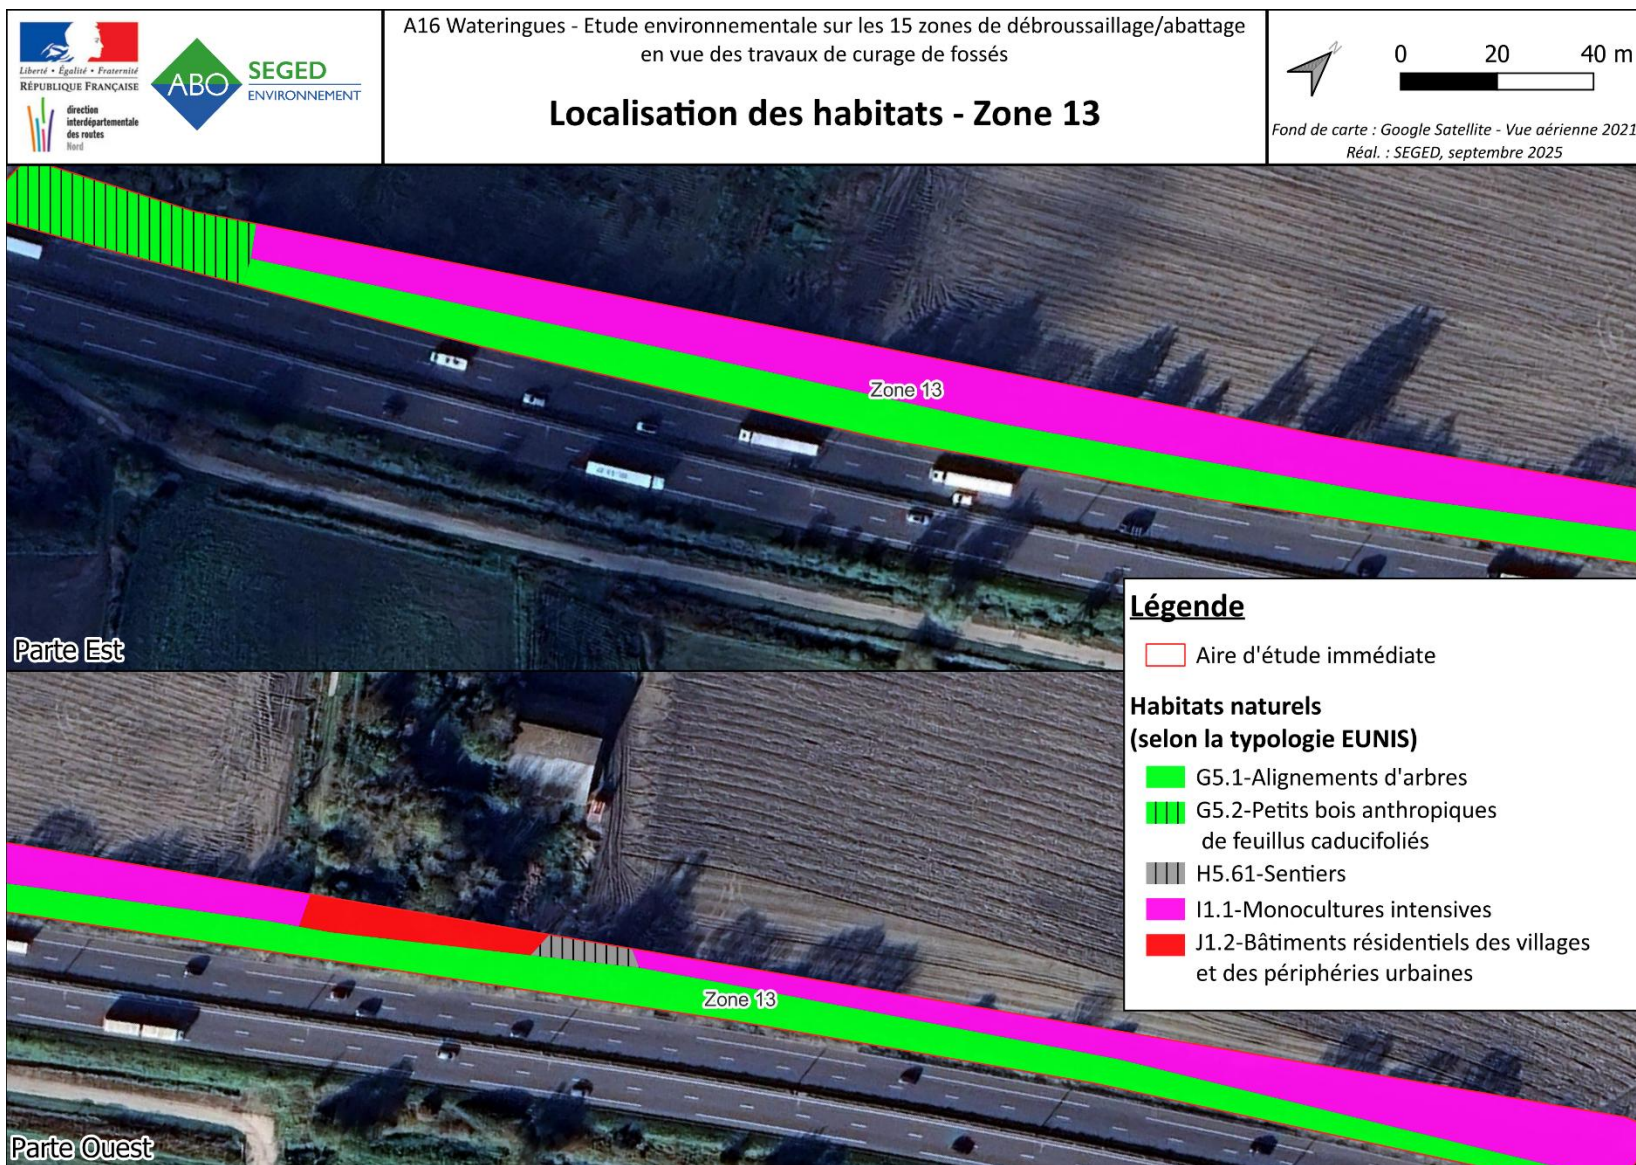 Liberté • Égalité • Fraternité
RÉPUBLIQUE FRANÇAISE
direction
interdépartementale
des routes
Nord
ABO
SEGED
ENVIRONNEMENT
A16 Wateringues - Etude environnementale sur les 15 zones de débroussaillage/abattage
en vue des travaux de curage de fossés
Localisation des habitats - Zone 13
0 20 40 m
Fond de carte : Google Satellite - Vue aérienne 2021
Réal. : SEGED, septembre 2025
Zone 13
Parte Est
Légende
Aire d'étude immédiate
Habitats naturels
(selon la typologie EUNIS)
G5.1-Alignements d'arbres
G5.2-Petits bois anthropiques
de feuillus caducifoliés
H5.61-Sentiers
I1.1-Monocultures intensives
J1.2-Bâtiments résidentiels des villages
et des périphéries urbaines
Zone 13
Parte Ouest